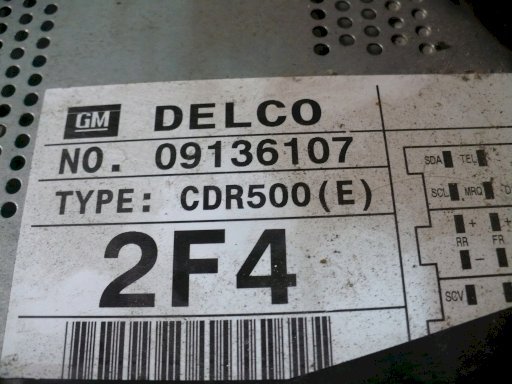 GM DELCO
NO. 09136107
TYPE: CDR500(E)
2F4
SDA TEL
SCL MRQ D
+ +
RR FR
-
SCV